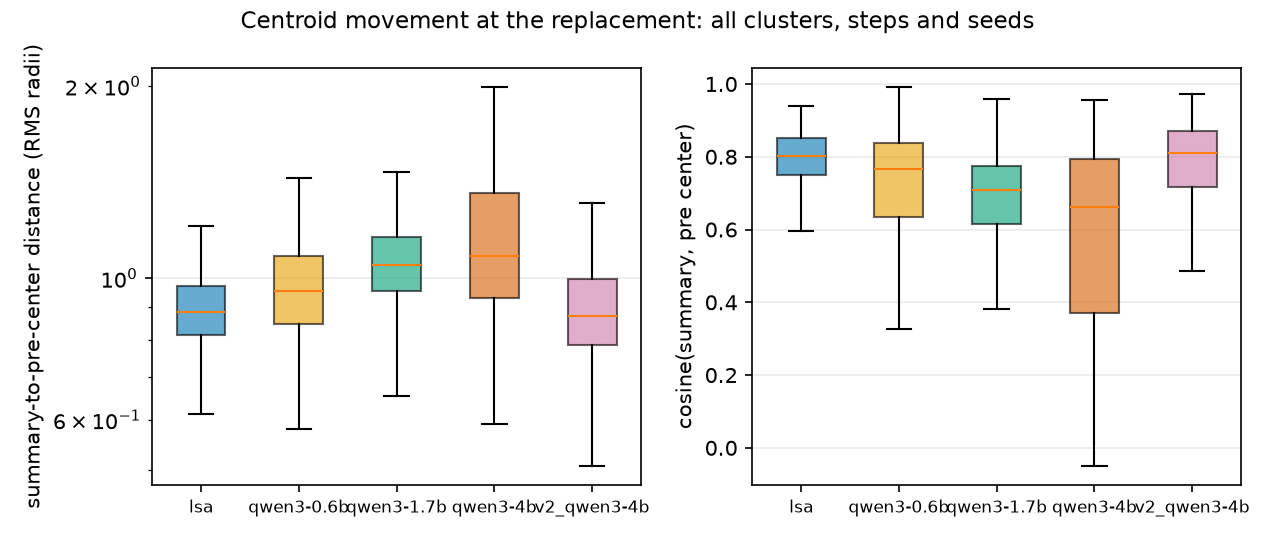 Centroid movement at the replacement: all clusters, steps and seeds
summary-to-pre-center distance (RMS radii)
2 × 10⁰
10⁰
6 × 10⁻¹
lsa qwen3-0.6b qwen3-1.7b qwen3-4b v2_qwen3-4b
cosine(summary, pre center)
1.0
0.8
0.6
0.4
0.2
0.0
lsa qwen3-0.6b qwen3-1.7b qwen3-4b v2_qwen3-4b